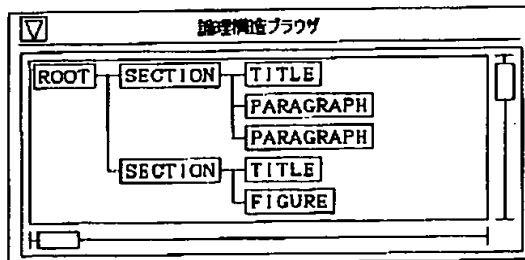 論理構造ブラウザ
ROOT SECTION TITLE
PARAGRAPH
PARAGRAPH
SECTION TITLE
FIGURE